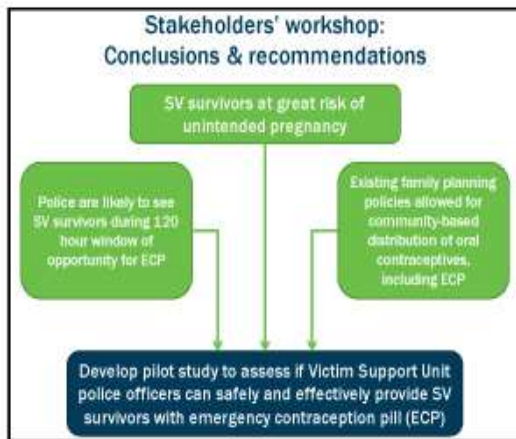 Stakeholders' workshop:
Conclusions & recommendations
SV survivors at great risk of
unintended pregnancy
Police are likely to see
SV survivors during 120
hour window of
opportunity for ECP
Existing family planning
policies allowed for
community-based
distribution of oral
contraceptives,
including ECP
Develop pilot study to assess if Victim Support Unit
police officers can safely and effectively provide SV
survivors with emergency contraception pill (ECP)